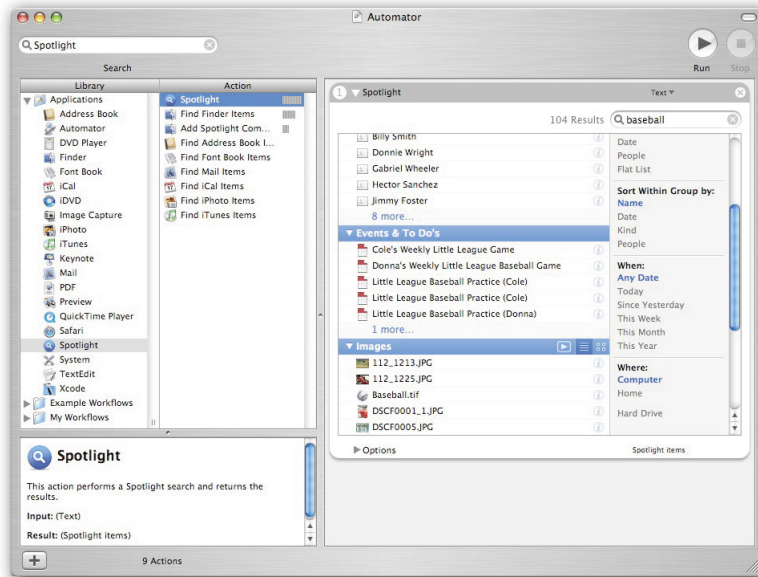 Automator
Spotlight
Search
Run
Stop
Library
Action
Applications
Address Book
Automator
DVD Player
Finder
Font Book
iCal
iDVD
Image Capture
iPhoto
iTunes
Keynote
Mail
PDF
Preview
QuickTime Player
Safari
Spotlight
System
TextEdit
Xcode
Example Workflows
My Workflows
Spotlight
Find Finder Items
Add Spotlight Com...
Find Address Book I...
Find Font Book Items
Find Mail Items
Find iCal Items
Find iPhoto Items
Find iTunes Items
Spotlight
This action performs a Spotlight search and returns the
results.
Input: (Text)
Result: (Spotlight items)
9 Actions
1 Spotlight
Text
104 Results
baseball
Billy Smith
Donnie Wright
Gabriel Wheeler
Hector Sanchez
Jimmy Foster
8 more...
Events & To Do's
Cole's Weekly Little League Game
Donna's Weekly Little League Baseball Game
Little League Baseball Practice (Cole)
Little League Baseball Practice (Cole)
Little League Baseball Practice (Donna)
1 more...
Images
112_1213.JPG
112_1225.JPG
Baseball.tif
DSCF0001_1.JPG
DSCF0005.JPG
Date
People
Flat List
Sort Within Group by:
Name
Date
Kind
People
When:
Any Date
Today
Since Yesterday
This Week
This Month
This Year
Where:
Computer
Home
Hard Drive
Options
Spotlight items